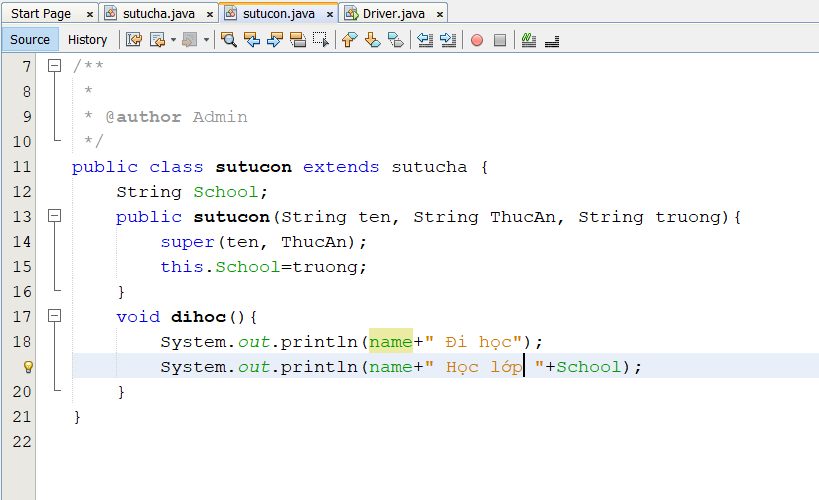 Start Page × sutucha.java × sutucon.java × Driver.java ×
Source History
7 /**
8 *
9 * @author Admin
10 */
11 public class sutucon extends sutucha {
12 String School;
13 public sutucon(String ten, String ThucAn, String truong){
14 super(ten, ThucAn);
15 this.School=truong;
16 }
17 void dihoc(){
18 System.out.println(name+" Đi học");
System.out.println(name+" Học lớp "+School);
20 }
21 }
22